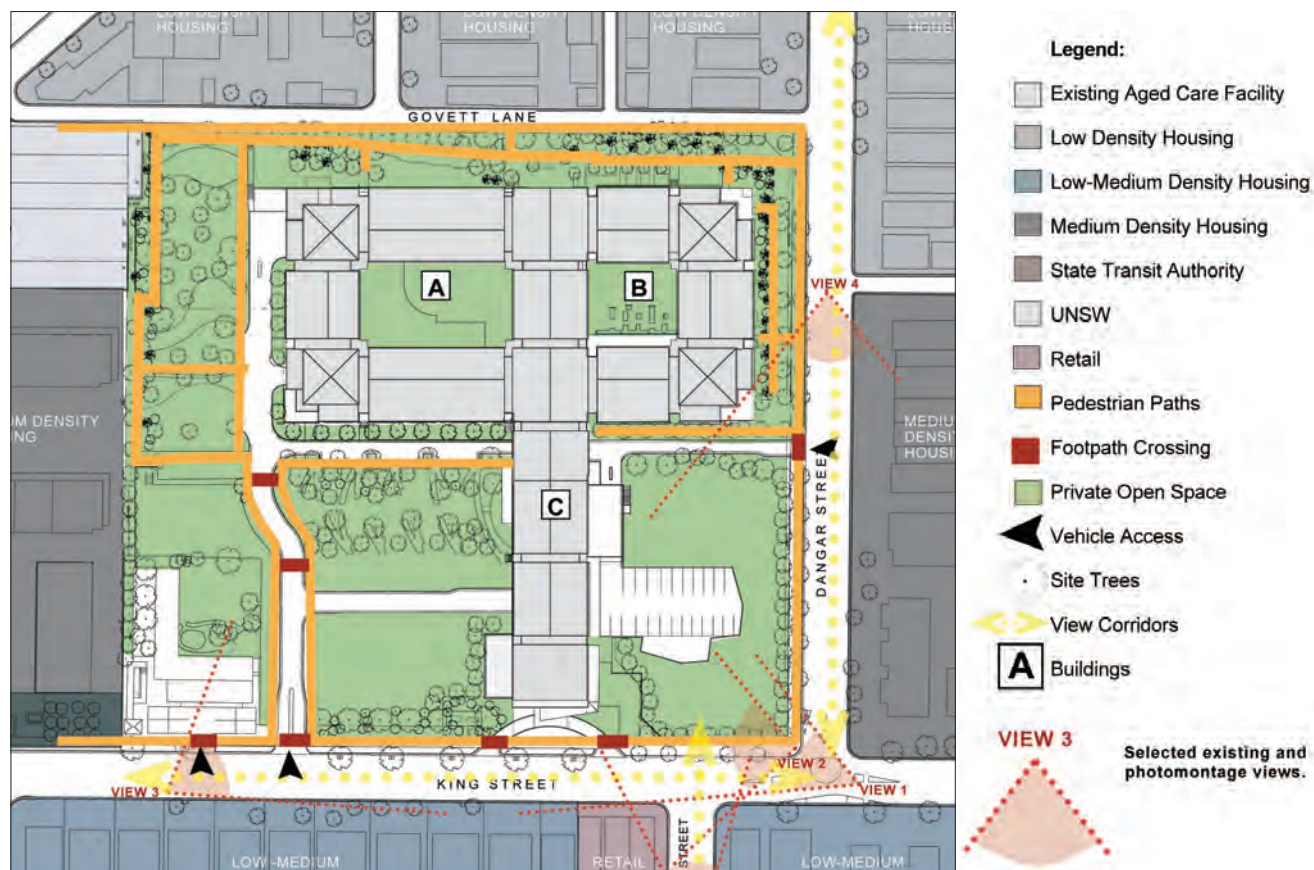 LOW DENSITY
HOUSING
LOW DENSITY
HOUSING
LOW DENSITY
HOUSING
GOVETT LANE
A
B
VIEW 4
C
DANGAR STREET
DENSITY
KING STREET
VIEW 3
VIEW 2
VIEW 1
STREET
LOW-MEDIUM
RETAIL
LOW-MEDIUM
Legend:
Existing Aged Care Facility
Low Density Housing
Low-Medium Density Housing
Medium Density Housing
State Transit Authority
UNSW
Retail
Pedestrian Paths
Footpath Crossing
Private Open Space
Vehicle Access
Site Trees
View Corridors
A
Buildings
VIEW 3
Selected existing and
photomontage views.